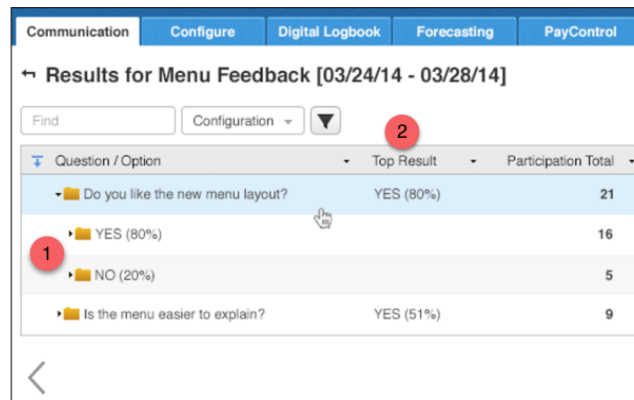 Communication Configure Digital Logbook Forecasting PayControl
Results for Menu Feedback [03/24/14 - 03/28/14]
Find Configuration
2
Question / Option Top Result Participation Total
Do you like the new menu layout? YES (80%) 21
YES (80%) 16
1
NO (20%) 5
Is the menu easier to explain? YES (51%) 9